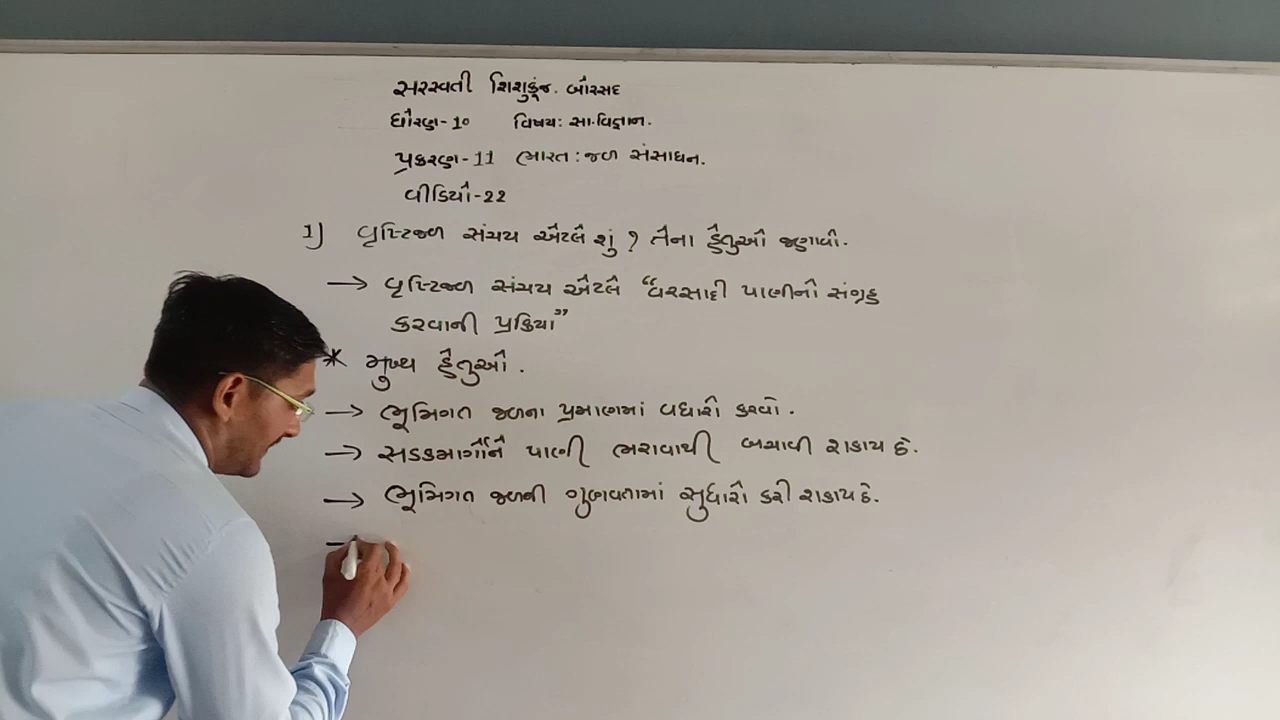 સરસ્વતી શિશુકુંજ. બોરસદ
ધોરણ-10 વિષય: સા.વિજ્ઞાન.
પ્રકરણ-11 ભારત: જળ સંસાધન.
વીડિયો-22
1) વૃષ્ટિજળ સંચય એટલે શું? તેના હેતુઓ જણાવો.
→ વૃષ્ટિજળ સંચય એટલે "વરસાદી પાણીનો સંગ્રહ
કરવાની પ્રક્રિયા"
* મુખ્ય હેતુઓ.
→ ભૂમિગત જળના પ્રમાણમાં વધારો કરવો.
→ સડકમાર્ગોને પાણી ભરાવાથી બચાવી શકાય છે.
→ ભૂમિગત જળની ગુણવતામાં સુધારો કરી શકાય છે.